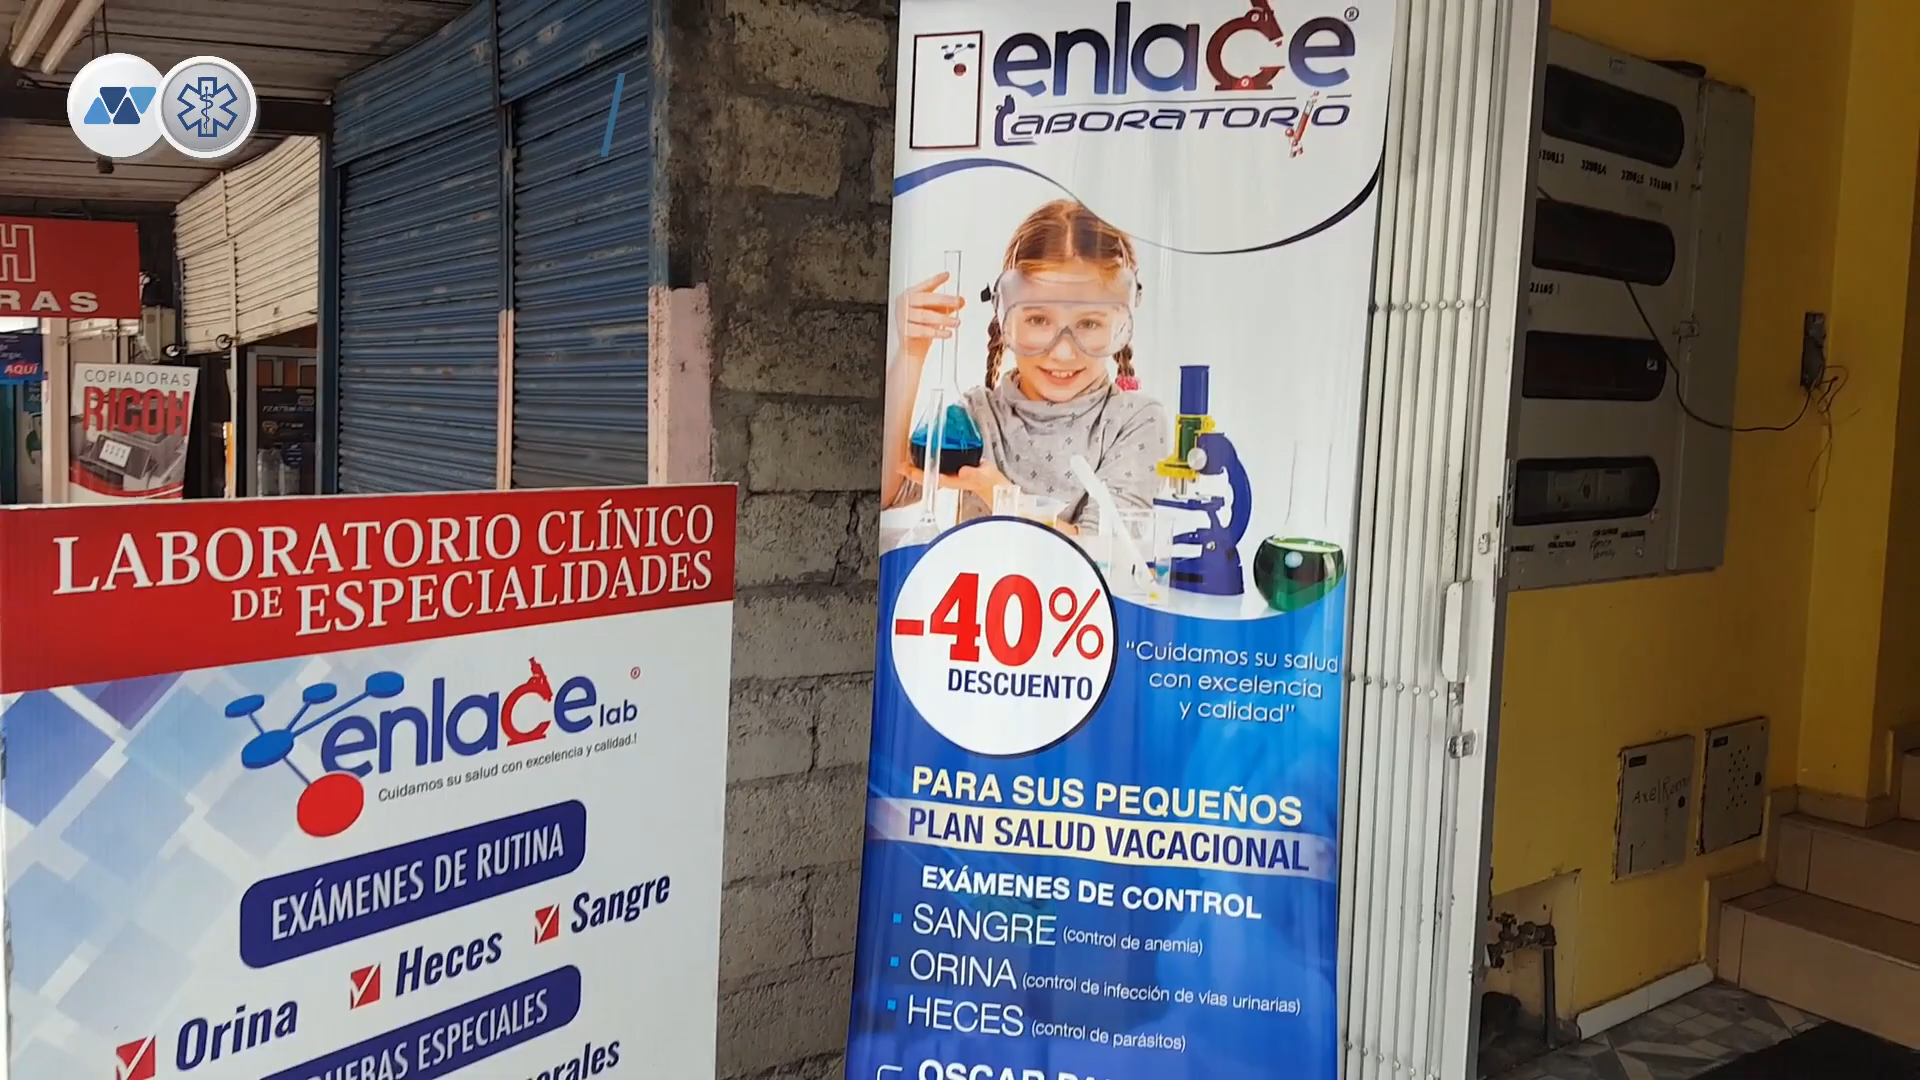 H
RAS
AQUÍ
COPIADORAS
RICOH
LABORATORIO CLÍNICO
DE ESPECIALIDADES
enlace lab ®
Cuidamos su salud con excelencia y calidad.!
EXÁMENES DE RUTINA
Orina
Heces
Sangre
ESPECIALES
enlace ®
LABORATORIO
-40%
DESCUENTO
“Cuidamos su salud
con excelencia
y calidad”
PARA SUS PEQUEÑOS
PLAN SALUD VACACIONAL
EXÁMENES DE CONTROL
SANGRE (control de anemia)
ORINA (control de infección de vías urinarias)
HECES (control de parásitos)
OSCAR